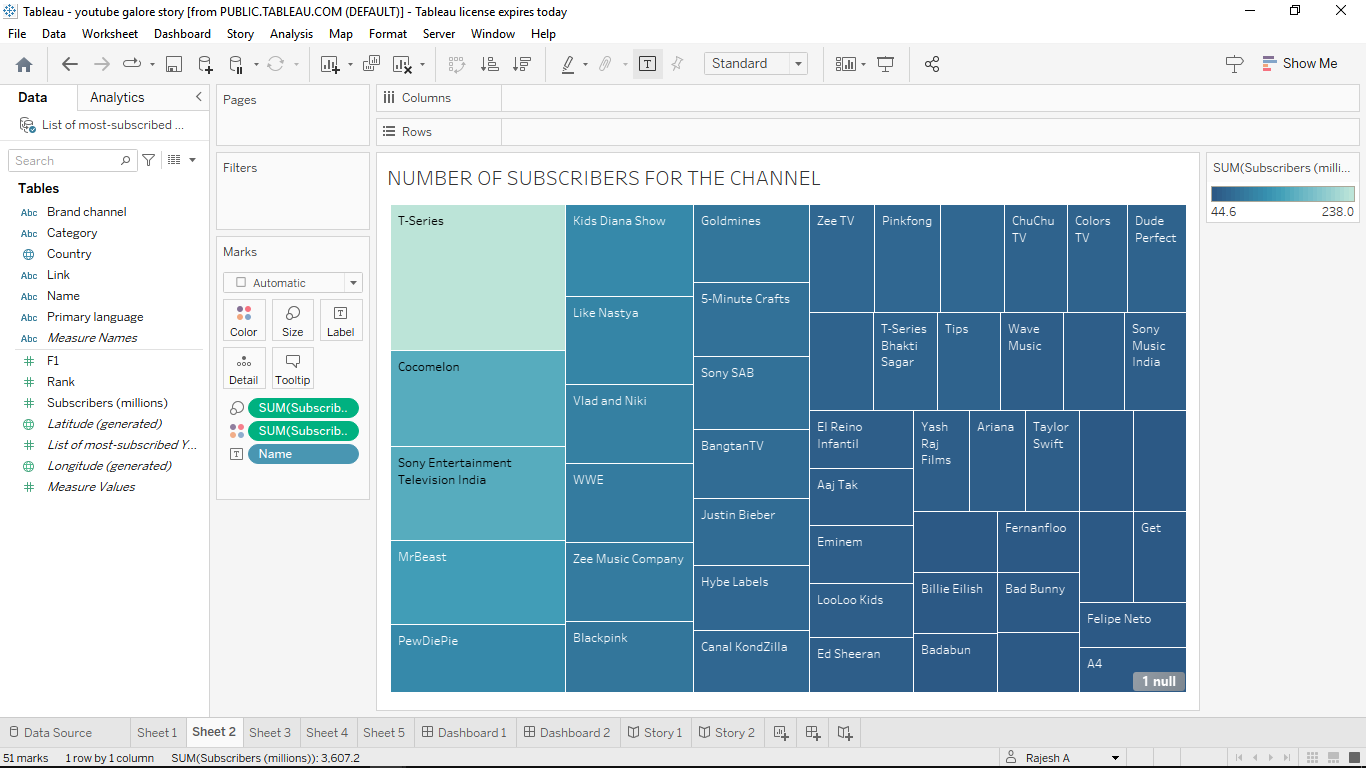 Tableau - youtube galore story [from PUBLIC.TABLEAU.COM (DEFAULT)] - Tableau license expires today
File Data Worksheet Dashboard Story Analysis Map Format Server Window Help
Standard
Show Me
Data Analytics
List of most-subscribed ...
Search
Tables
Abc Brand channel
Abc Category
Country
Abc Link
Abc Name
Abc Primary language
Abc Measure Names
F1
Rank
Subscribers (millions)
Latitude (generated)
List of most-subscribed Y...
Longitude (generated)
Measure Values
Pages
Filters
Marks
Automatic
Color Size Label
Detail Tooltip
SUM(Subscrib..
SUM(Subscrib..
Name
Columns
Rows
NUMBER OF SUBSCRIBERS FOR THE CHANNEL
T-Series
Cocomelon
Sony Entertainment
Television India
MrBeast
PewDiePie
Kids Diana Show
Like Nastya
Vlad and Niki
WWE
Zee Music Company
Blackpink
Goldmines
5-Minute Crafts
Sony SAB
BangtanTV
Justin Bieber
Hybe Labels
Canal KondZilla
Zee TV
Pinkfong
ChuChu
TV
Colors
TV
Dude
Perfect
T-Series
Bhakti
Sagar
Tips
Wave
Music
Sony
Music
India
El Reino
Infantil
Aaj Tak
Eminem
LooLoo Kids
Ed Sheeran
Yash
Raj
Films
Ariana
Taylor
Swift
Fernanfloo
Get
Billie Eilish
Bad Bunny
Badabun
Felipe Neto
A4
1 null
SUM(Subscribers (milli...
44.6 238.0
Data Source Sheet 1 Sheet 2 Sheet 3 Sheet 4 Sheet 5 Dashboard 1 Dashboard 2 Story 1 Story 2
51 marks 1 row by 1 column SUM(Subscribers (millions)): 3,607.2 Rajesh A